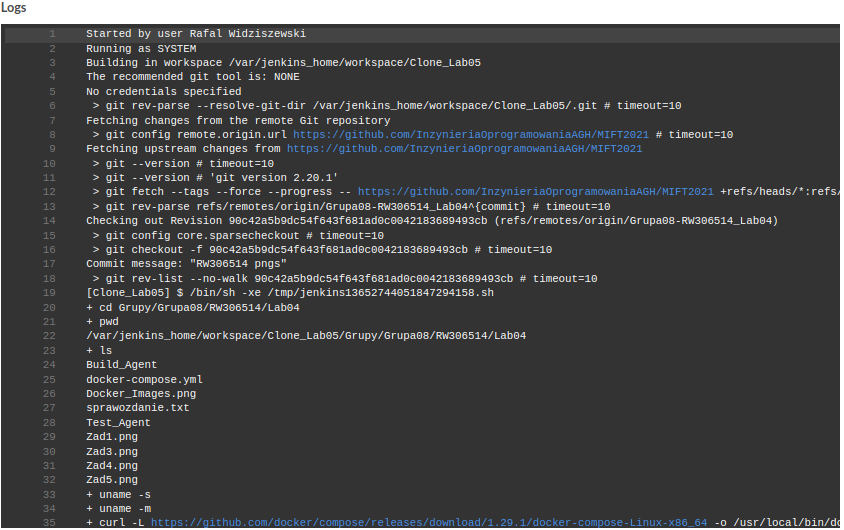 Logs
1 Started by user Rafal Widziszewski
2 Running as SYSTEM
3 Building in workspace /var/jenkins_home/workspace/Clone_Lab05
4 The recommended git tool is: NONE
5 No credentials specified
6 > git rev-parse --resolve-git-dir /var/jenkins_home/workspace/Clone_Lab05/.git # timeout=10
7 Fetching changes from the remote Git repository
8 > git config remote.origin.url https://github.com/InzynieriaOprogramowaniaAGH/MIFT2021 # timeout=10
9 Fetching upstream changes from https://github.com/InzynieriaOprogramowaniaAGH/MIFT2021
10 > git --version # timeout=10
11 > git --version # 'git version 2.20.1'
12 > git fetch --tags --force --progress -- https://github.com/InzynieriaOprogramowaniaAGH/MIFT2021 +refs/heads/*:refs/
13 > git rev-parse refs/remotes/origin/Grupa08-RW306514_Lab04^{commit} # timeout=10
14 Checking out Revision 90c42a5b9dc54f643f681ad0c0042183689493cb (refs/remotes/origin/Grupa08-RW306514_Lab04)
15 > git config core.sparsecheckout # timeout=10
16 > git checkout -f 90c42a5b9dc54f643f681ad0c0042183689493cb # timeout=10
17 Commit message: "RW306514 pngs"
18 > git rev-list --no-walk 90c42a5b9dc54f643f681ad0c0042183689493cb # timeout=10
19 [Clone_Lab05] $ /bin/sh -xe /tmp/jenkins13652744051847294158.sh
20 + cd Grupy/Grupa08/RW306514/Lab04
21 + pwd
22 /var/jenkins_home/workspace/Clone_Lab05/Grupy/Grupa08/RW306514/Lab04
23 + ls
24 Build_Agent
25 docker-compose.yml
26 Docker_Images.png
27 sprawozdanie.txt
28 Test_Agent
29 Zad1.png
30 Zad3.png
31 Zad4.png
32 Zad5.png
33 + uname -s
34 + uname -m
35 + curl -L https://github.com/docker/compose/releases/download/1.29.1/docker-compose-Linux-x86_64 -o /usr/local/bin/do